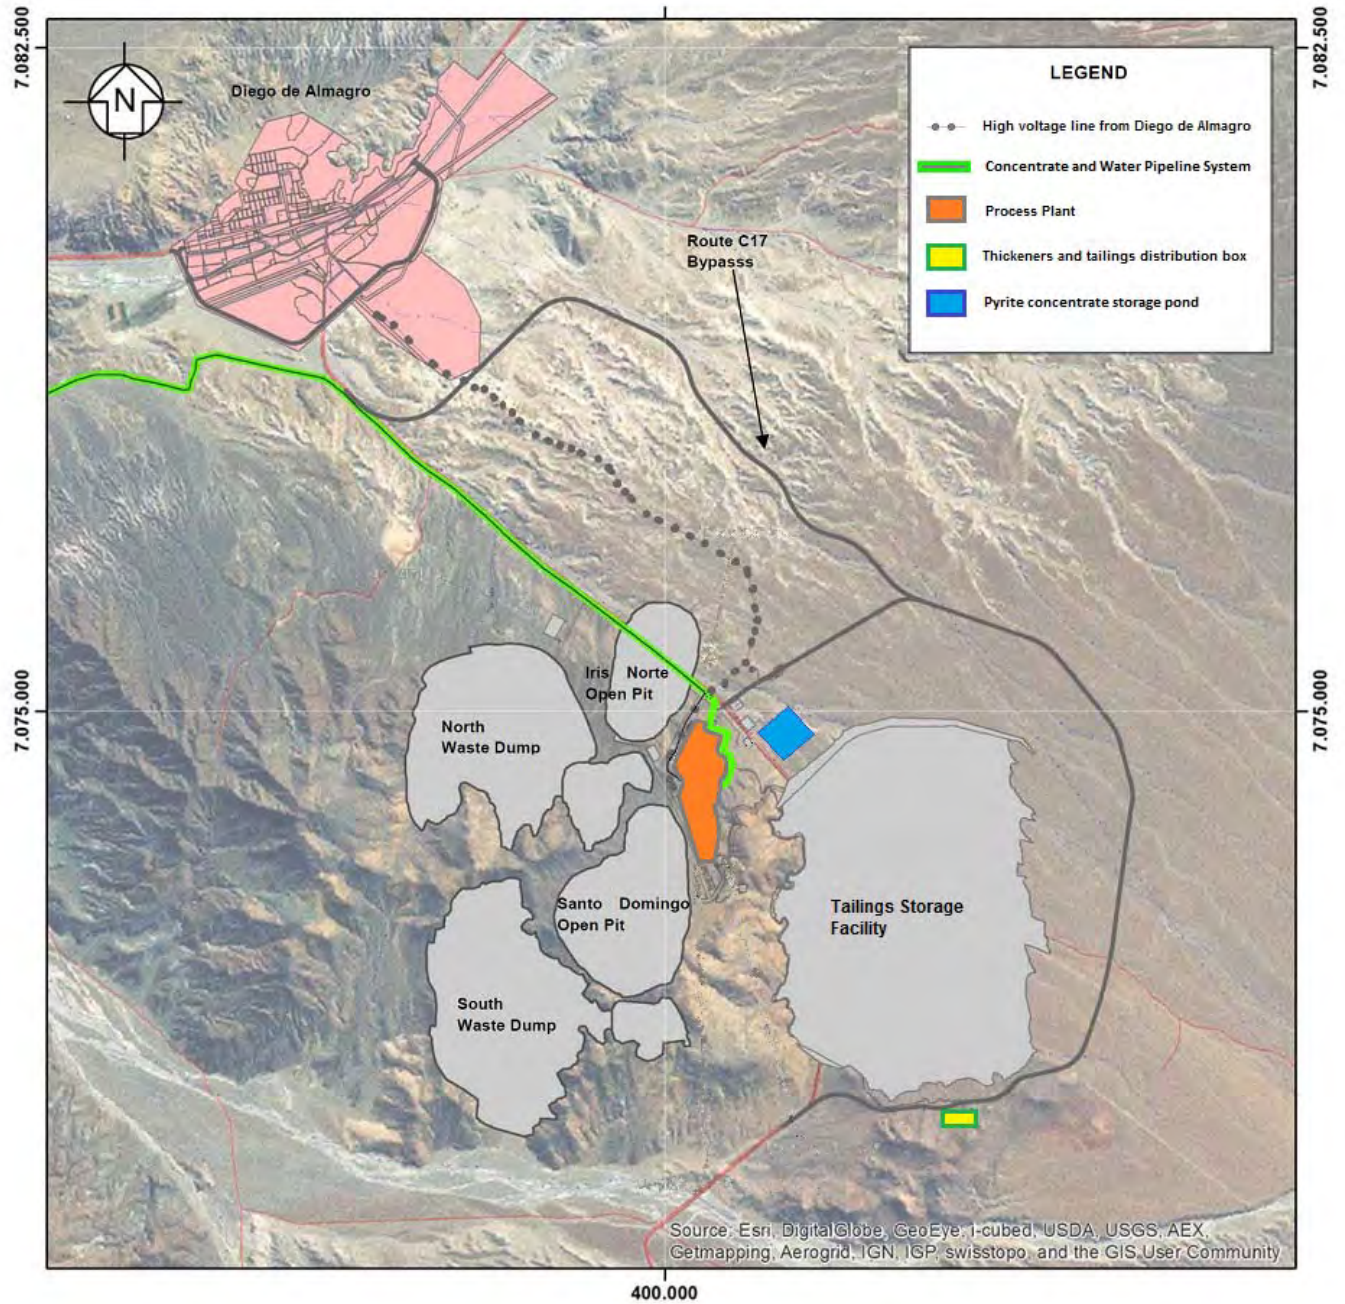 7.082.500
7.082.500
N
Diego de Almagro
LEGEND
High voltage line from Diego de Almagro
Concentrate and Water Pipeline System
Process Plant
Thickeners and tailings distribution box
Pyrite concentrate storage pond
Route C17
Bypasss
Iris Norte
Open Pit
7.075.000
7.075.000
North
Waste Dump
Santo Domingo
Open Pit
Tailings Storage
Facility
South
Waste Dump
Source: Esri, DigitalGlobe, GeoEye, i-cubed, USDA, USGS, AEX,
Getmapping, Aerogrid, IGN, IGP, swisstopo, and the GIS User Community
400.000